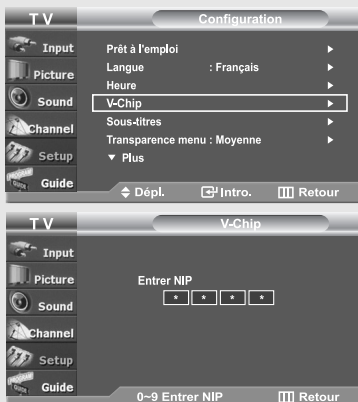 TV Configuration
Input
Picture
Sound
Channel
Setup
Guide
Prêt à l'emploi ►
Langue : Français ►
Heure ►
V-Chip ►
Sous-titres ►
Transparence menu : Moyenne ►
▼ Plus
Dépl. Intro. Retour
TV V-Chip
Input
Picture
Sound
Channel
Setup
Guide
Entrer NIP
* * * *
0~9 Entrer NIP Retour